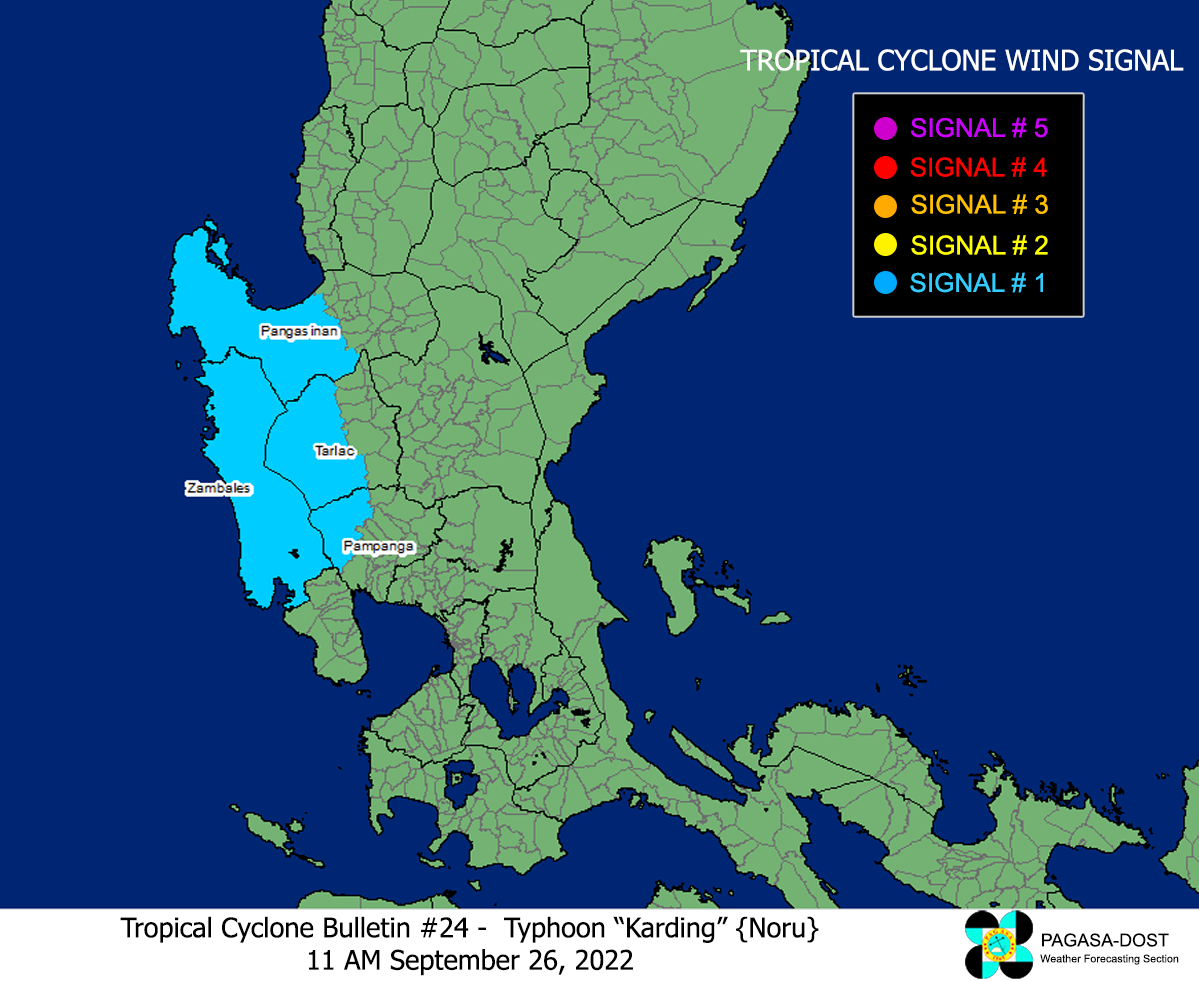 TROPICAL CYCLONE WIND SIGNAL
SIGNAL # 5
SIGNAL # 4
SIGNAL # 3
SIGNAL # 2
SIGNAL # 1
Pangasinan
Tarlac
Zambales
Pampanga
Tropical Cyclone Bulletin #24 - Typhoon “Karding” {Noru}
11 AM September 26, 2022
PAGASA
PAGASA-DOST
Weather Forecasting Section